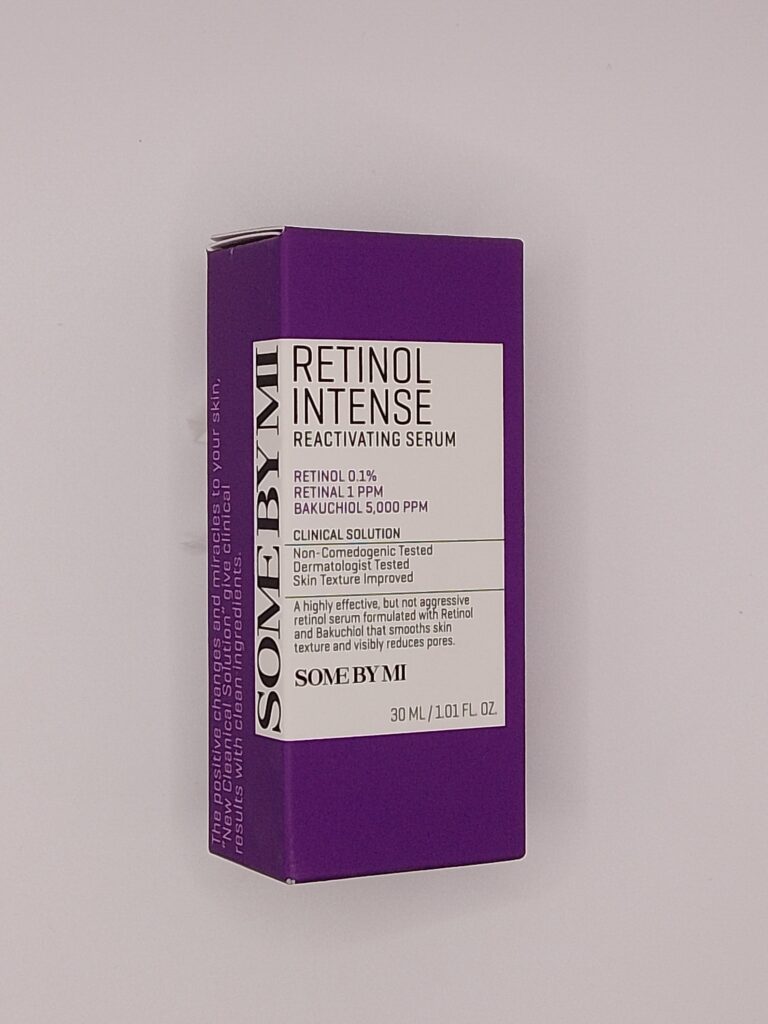 RETINOL
INTENSE
REACTIVATING SERUM
RETINOL 0.1%
RETINAL 1 PPM
BAKUCHIOL 5,000 PPM
CLINICAL SOLUTION
Non-Comedogenic Tested
Dermatologist Tested
Skin Texture Improved
A highly effective, but not aggressive
retinol serum formulated with Retinol
and Bakuchiol that smooths skin
texture and visibly reduces pores.
SOME BY MI
30 ML / 1.01 FL. OZ.
SOME BY MI
The positive changes and miracles to your skin,
"New Cleanical Solution" give clinical
results with clean ingredients.